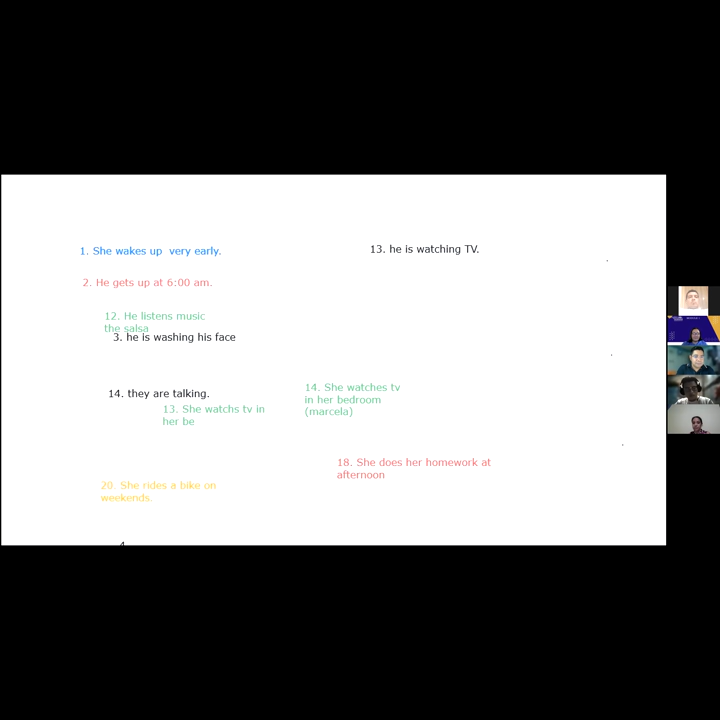 1. She wakes up  very early.
13. he is watching TV.
2. He gets up at 6:00 am.
12. He listens music
the salsa
3. he is washing his face
14. they are talking.
14. She watches tv
in her bedroom
(marcela)
13. She watchs tv in
her be
18. She does her homework at
afternoon
20. She rides a bike on
weekends.